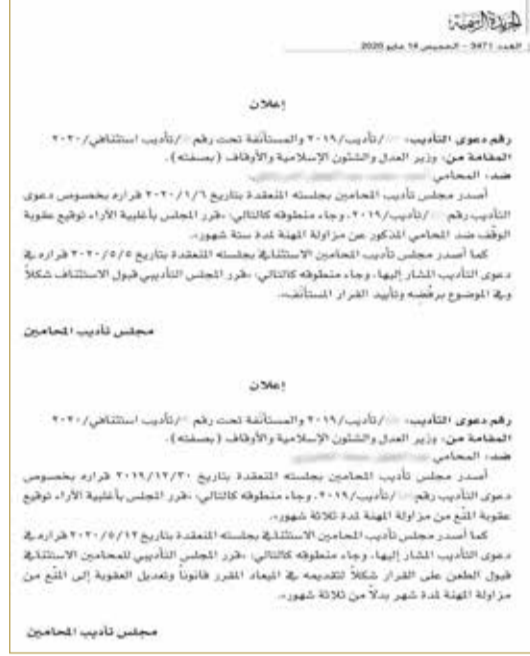 الجريدة الرسمية
العدد 3471 – الخميس 14 مايو 2020
إعلان
رقم دعوى التأديب: /تأديب/٢٠١٩ والمستأنفة تحت رقم /تأديب استئنافي/٢٠٢٠
المقامة من: وزير العدل والشئون الإسلامية والأوقاف (بصفته).
ضد: المحامي
أصدر مجلس تأديب المحامين بجلسته المنعقدة بتاريخ ٢٠٢٠/١/٦ قراره بخصوص دعوى
التأديب رقم /تأديب/٢٠١٩، وجاء منطوقه كالتالي: «قرر المجلس بأغلبية الآراء توقيع عقوبة
الوقف ضد المحامي المذكور عن مزاولة المهنة لمدة ستة شهور».
كما أصدر مجلس تأديب المحامين الاستئنافي بجلسته المنعقدة بتاريخ ٢٠٢٠/٥/٥ قراره في
دعوى التأديب المشار إليها، وجاء منطوقه كالتالي: «قرر المجلس التأديبي قبول الاستئناف شكلاً
وفي الموضوع برفضه وتأييد القرار المستأنف».
مجلس تأديب المحامين
إعلان
رقم دعوى التأديب: /تأديب/٢٠١٩ والمستأنفة تحت رقم /تأديب استئنافي/٢٠٢٠
المقامة من: وزير العدل والشئون الإسلامية والأوقاف (بصفته).
ضد: المحامي
أصدر مجلس تأديب المحامين بجلسته المنعقدة بتاريخ ٢٠١٩/١٢/٣٠ قراره بخصوص
دعوى التأديب رقم /تأديب/٢٠١٩، وجاء منطوقه كالتالي: «قرر المجلس بأغلبية الآراء توقيع
عقوبة المنع من مزاولة المهنة لمدة ثلاثة شهور».
كما أصدر مجلس تأديب المحامين الاستئنافي بجلسته المنعقدة بتاريخ ٢٠٢٠/٥/١٢ قراره في
دعوى التأديب المشار إليها، وجاء منطوقه كالتالي: «قرر المجلس التأديبي للمحامين الاستئنافي
قبول الطعن على القرار شكلاً لتقديمه في الميعاد المقرر قانوناً وتعديل العقوبة إلى المنع من
مزاولة المهنة لمدة شهر بدلاً من ثلاثة شهور».
مجلس تأديب المحامين